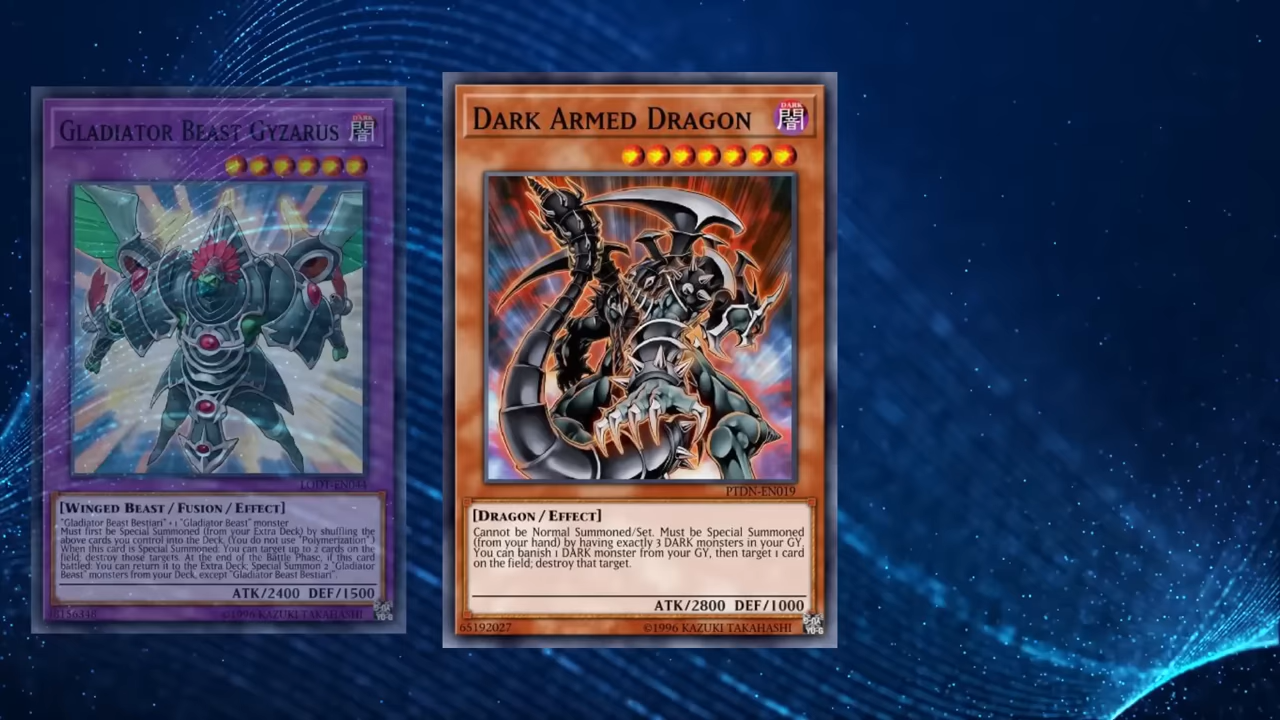 GLADIATOR BEAST GYZARUS
DARK
闇
LODT-EN044
[WINGED BEAST / FUSION / EFFECT]
"Gladiator Beast Bestiari" + 1 "Gladiator Beast" monster
Must first be Special Summoned (from your Extra Deck) by shuffling the
above cards you control into the Deck. (You do not use "Polymerization".)
When this card is Special Summoned: You can target up to 2 cards on the
field; destroy those targets. At the end of the Battle Phase, if this card
battled: You can return it to the Extra Deck; Special Summon 2 "Gladiator
Beast" monsters from your Deck, except "Gladiator Beast Bestiari".
ATK/2400 DEF/1500
©1996 KAZUKI TAKAHASHI
DARK ARMED DRAGON
DARK
闇
PTDN-EN019
[DRAGON / EFFECT]
Cannot be Normal Summoned/Set. Must be Special Summoned
(from your hand) by having exactly 3 DARK monsters in your GY.
You can banish 1 DARK monster from your GY, then target 1 card
on the field; destroy that target.
ATK/2800 DEF/1000
65192027
©1996 KAZUKI TAKAHASHI